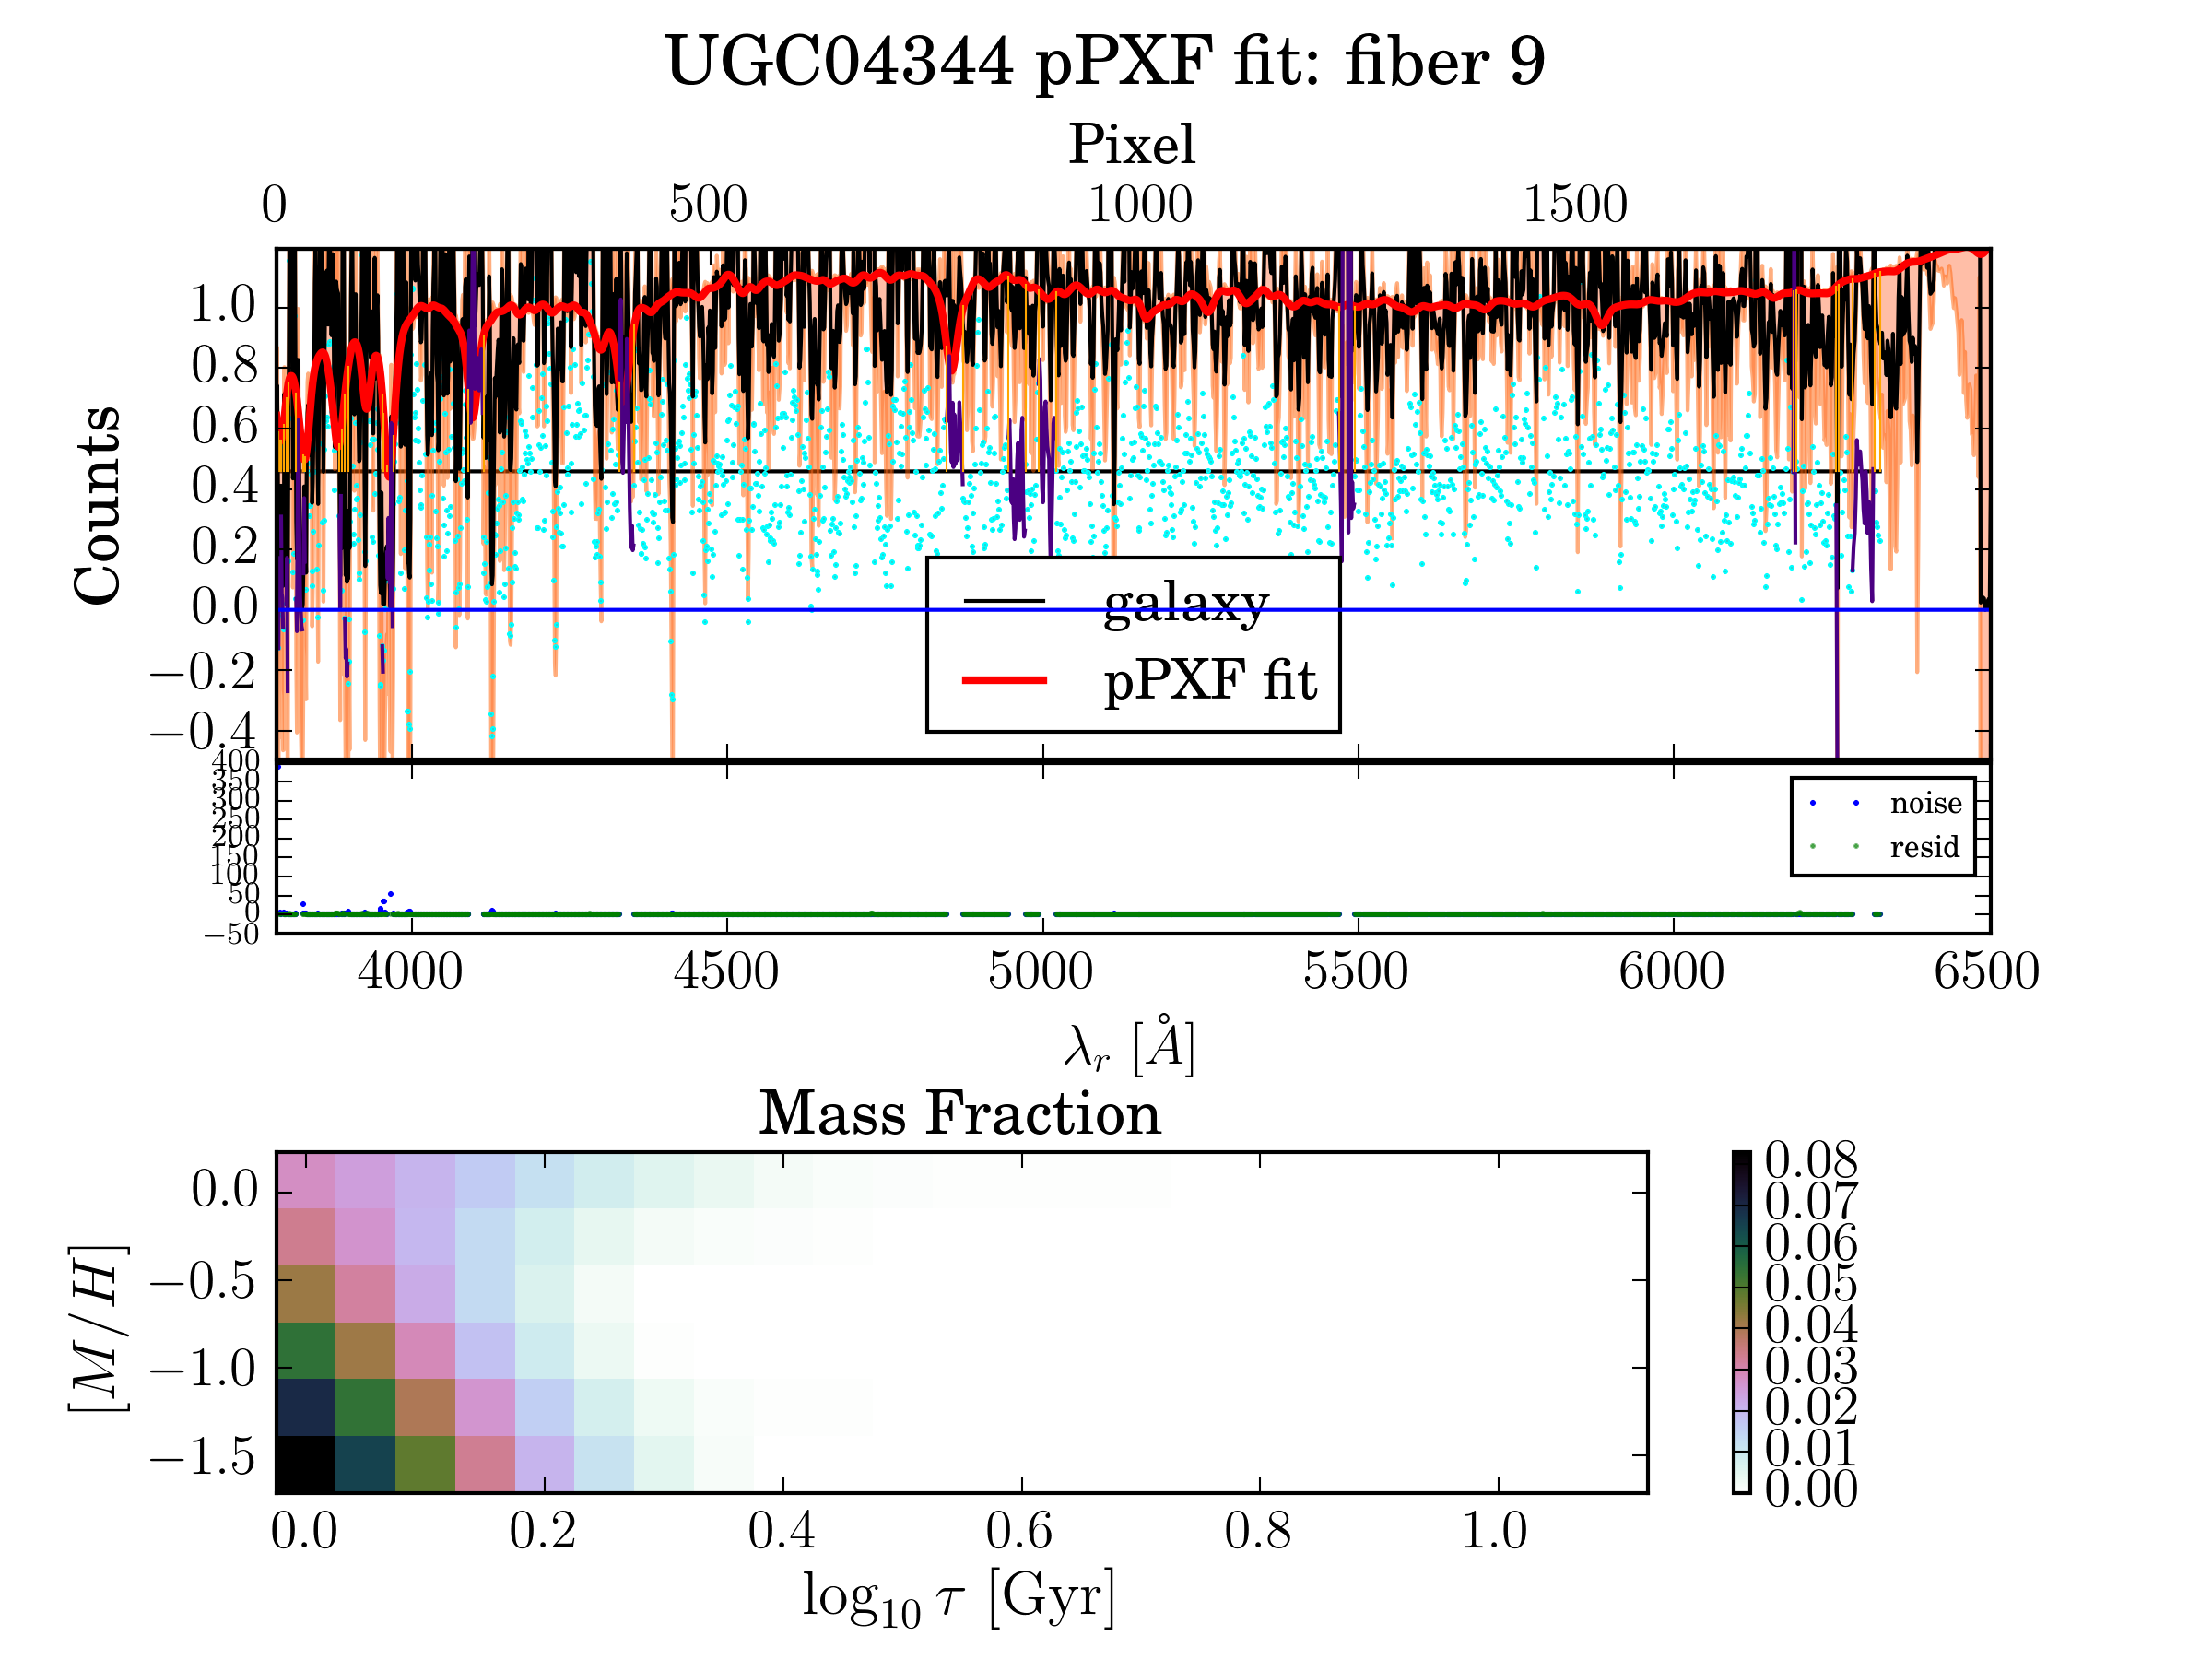 UGC04344 pPXF fit: fiber 9
Pixel
0 500 1000 1500
1.0
0.8
0.6
0.4
0.2
0.0
−0.2
−0.4
Counts
galaxy
pPXF fit
400
350
300
250
200
150
100
50
0
−50
noise
resid
4000 4500 5000 5500 6000 6500
λr [Å]
Mass Fraction
0.0
−0.5
−1.0
−1.5
[M/H]
0.0 0.2 0.4 0.6 0.8 1.0
log10 τ [Gyr]
0.08
0.07
0.06
0.05
0.04
0.03
0.02
0.01
0.00